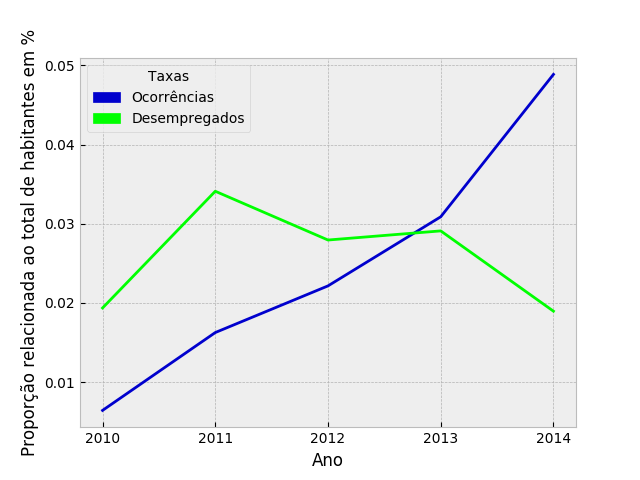 Proporção relacionada ao total de habitantes em %
0.05
0.04
0.03
0.02
0.01
Taxas
Ocorrências
Desempregados
2010 2011 2012 2013 2014
Ano